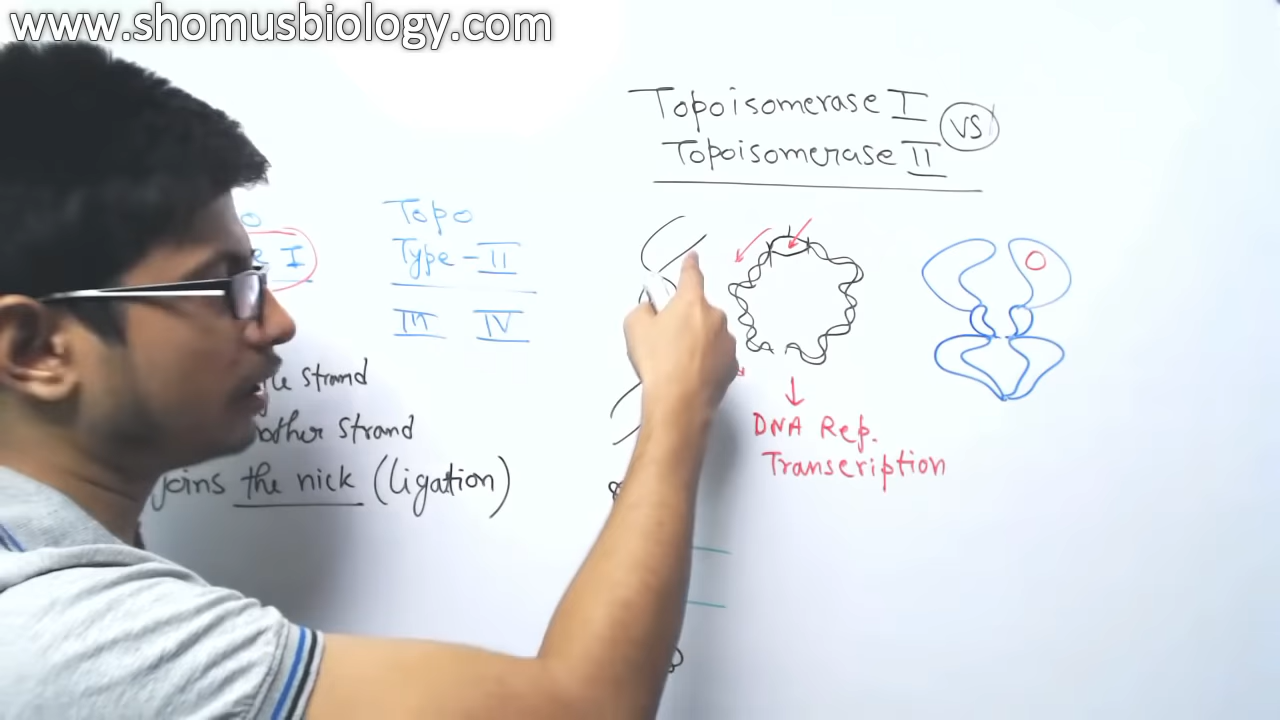 www.shomusbiology.com
Topoisomerase I
VS
Topoisomerase II
Topo
I
Type - II
III IV
strand
strand
joins the nick (Ligation)
DNA Rep.
Transcription